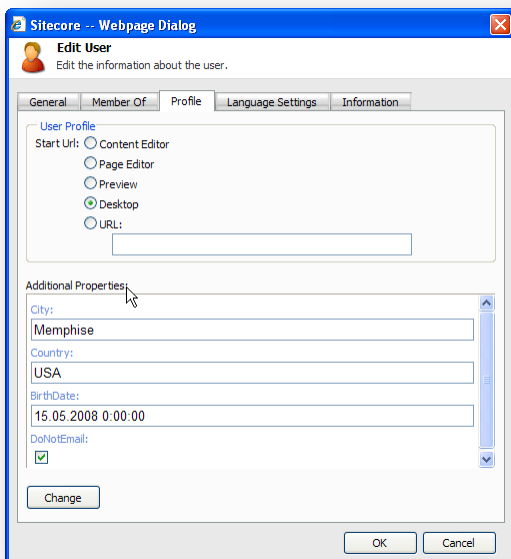 Sitecore -- Webpage Dialog
Edit User
Edit the information about the user.
General Member Of Profile Language Settings Information
User Profile
Start Url: Content Editor
Page Editor
Preview
Desktop
URL:
Additional Properties:
City:
Memphise
Country:
USA
BirthDate:
15.05.2008 0:00:00
DoNotEmail:
Change
OK Cancel